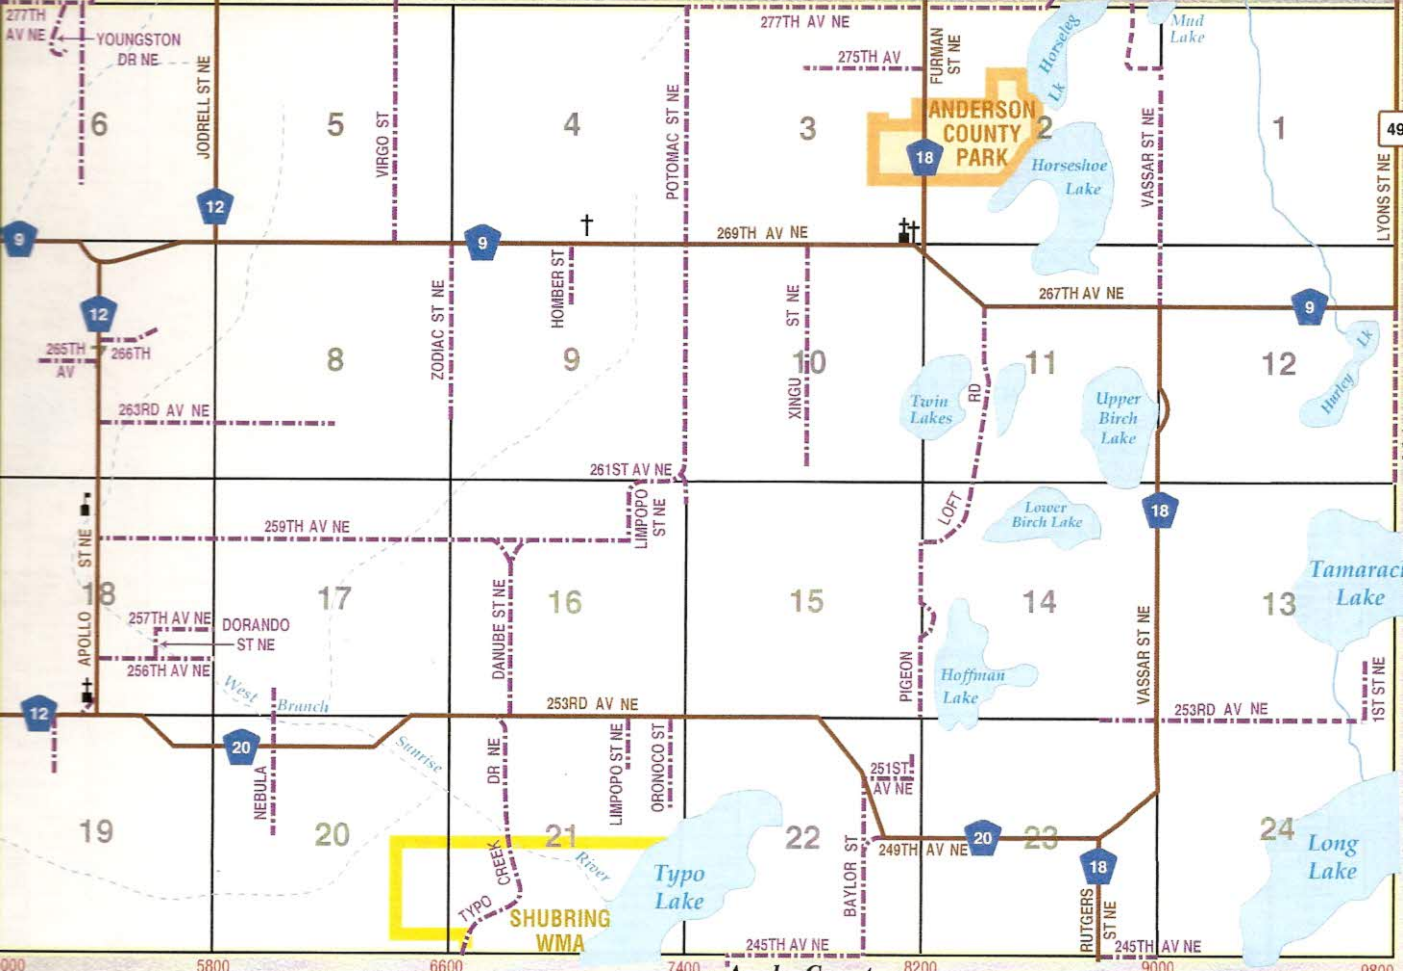 277TH
AV NE
YOUNGSTON
DR NE
JODRELL ST NE
VIRGO ST
POTOMAC ST NE
277TH AV NE
275TH AV
FURMAN
ST NE
Horseleg
Lk
Mud
Lake
6
5
4
3
2
1
ANDERSON
COUNTY
PARK
18
Horseshoe
Lake
VASSAR ST NE
LYONS ST NE
49
12
9
9
269TH AV NE
267TH AV NE
9
12
265TH
AV
7
266TH
263RD AV NE
8
ZODIAC ST NE
HOMBER ST
9
XINGU
ST NE
10
Twin
Lakes
LOFT
RD
11
Upper
Birch
Lake
12
Hurley
Lk
261ST AV NE
LIMPOPO
ST NE
259TH AV NE
Lower
Birch Lake
18
APOLLO ST NE
18
17
DANUBE ST NE
16
15
14
13
Tamarac
Lake
257TH AV NE
DORANDO
ST NE
256TH AV NE
PIGEON
Hoffman
Lake
VASSAR ST NE
1ST ST NE
West
Branch
Sunrise
River
12
20
253RD AV NE
253RD AV NE
NEBULA
DR NE
CREEK
TYPO
LIMPOPO ST NE
ORONOCO ST
251ST
AV NE
19
20
21
22
23
24
BAYLOR ST
249TH AV NE
20
18
Long
Lake
Typo
Lake
SHUBRING
WMA
RUTGERS
ST NE
245TH AV NE
245TH AV NE
000
5800
6600
7400
8200
9000
9800